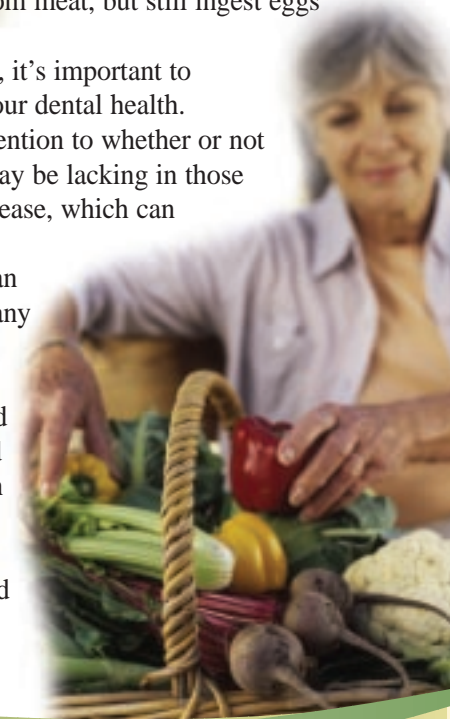 meat, but still ingest eggs
, it's important to
our dental health.
ention to whether or not
ay be lacking in those
ease, which can
an
any
d
l
n
d